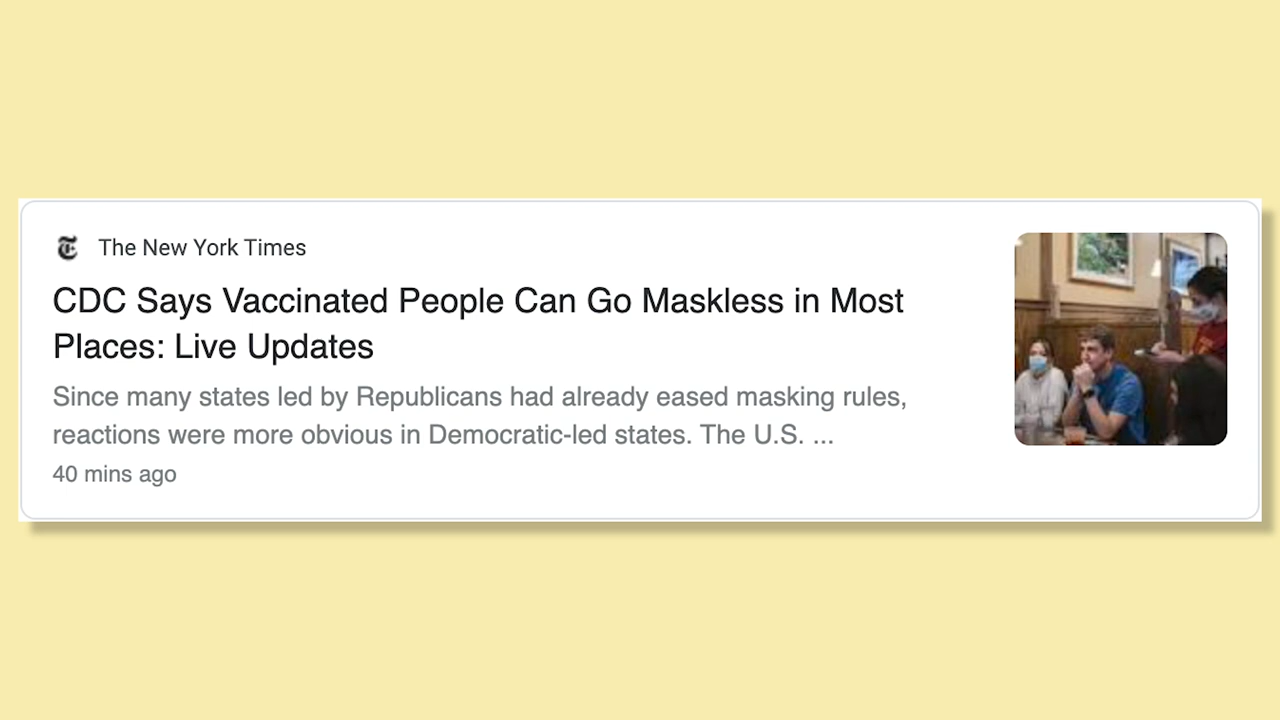 The New York Times
CDC Says Vaccinated People Can Go Maskless in Most
Places: Live Updates
Since many states led by Republicans had already eased masking rules,
reactions were more obvious in Democratic-led states. The U.S. ...
40 mins ago